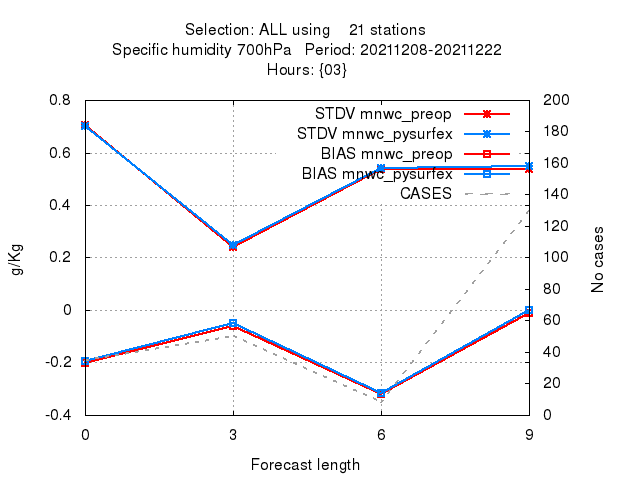 Selection: ALL using    21 stations
Specific humidity 700hPa   Period: 20211208-20211222
Hours: {03}
0.8
0.6
0.4
0.2
0
-0.2
-0.4
g/Kg
STDV mnwc_preop
STDV mnwc_pysurfex
BIAS mnwc_preop
BIAS mnwc_pysurfex
CASES
200
180
160
140
120
100
80
60
40
20
0
No cases
0 3 6 9
Forecast length